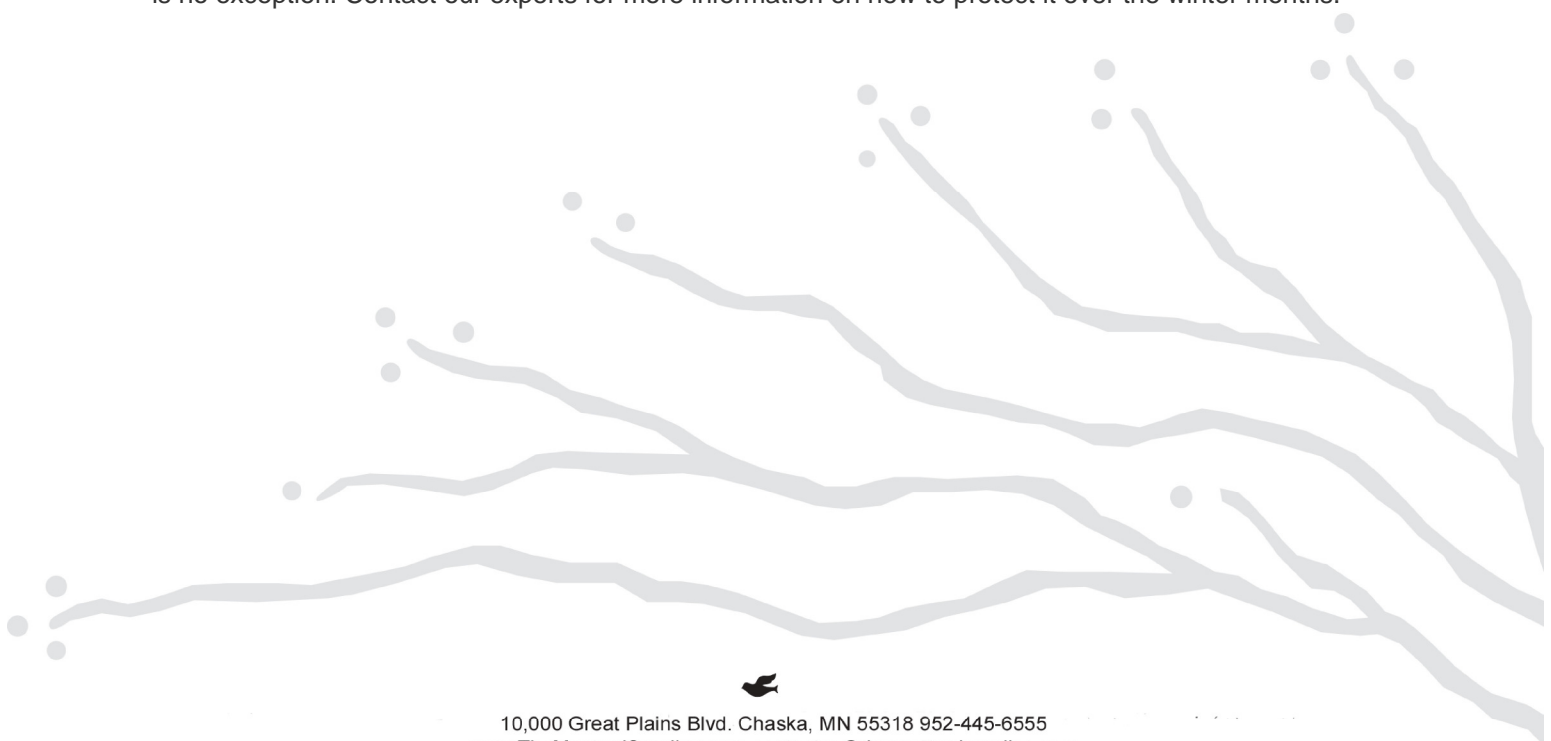 is no exception. Contact our experts for more information on how to protect it over the winter months.
10,000 Great Plains Blvd. Chaska, MN 55318 952-445-6555